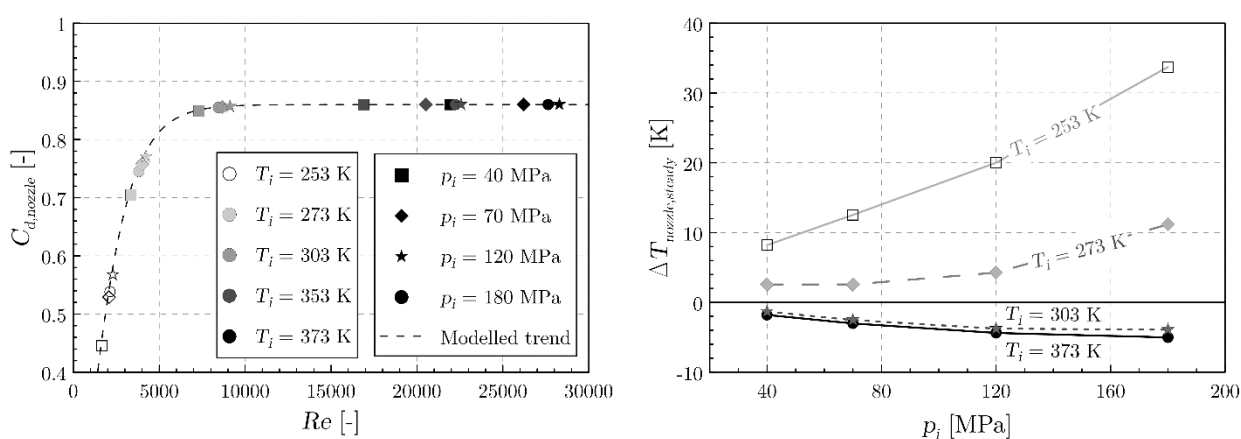 1
0.9
0.8
0.7
0.6
0.5
0.4
C_{d,nozzle} [-]
0 5000 10000 15000 20000 25000 30000
Re [-]
T_i = 253 K
T_i = 273 K
T_i = 303 K
T_i = 353 K
T_i = 373 K
p_i = 40 MPa
p_i = 70 MPa
p_i = 120 MPa
p_i = 180 MPa
Modelled trend
40
30
20
10
0
-10
ΔT_{nozzle,steady} [K]
T_i = 253 K
T_i = 273 K
T_i = 303 K
T_i = 373 K
40 80 120 160 200
p_i [MPa]